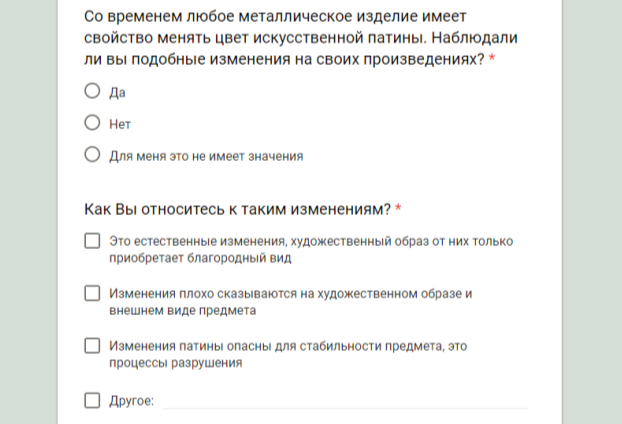 Со временем любое металлическое изделие имеет
свойство менять цвет искусственной патины. Наблюдали
ли вы подобные изменения на своих произведениях? *
Да
Нет
Для меня это не имеет значения
Как Вы относитесь к таким изменениям? *
Это естественные изменения, художественный образ от них только
приобретает благородный вид
Изменения плохо сказываются на художественном образе и
внешнем виде предмета
Изменения патины опасны для стабильности предмета, это
процессы разрушения
Другое: